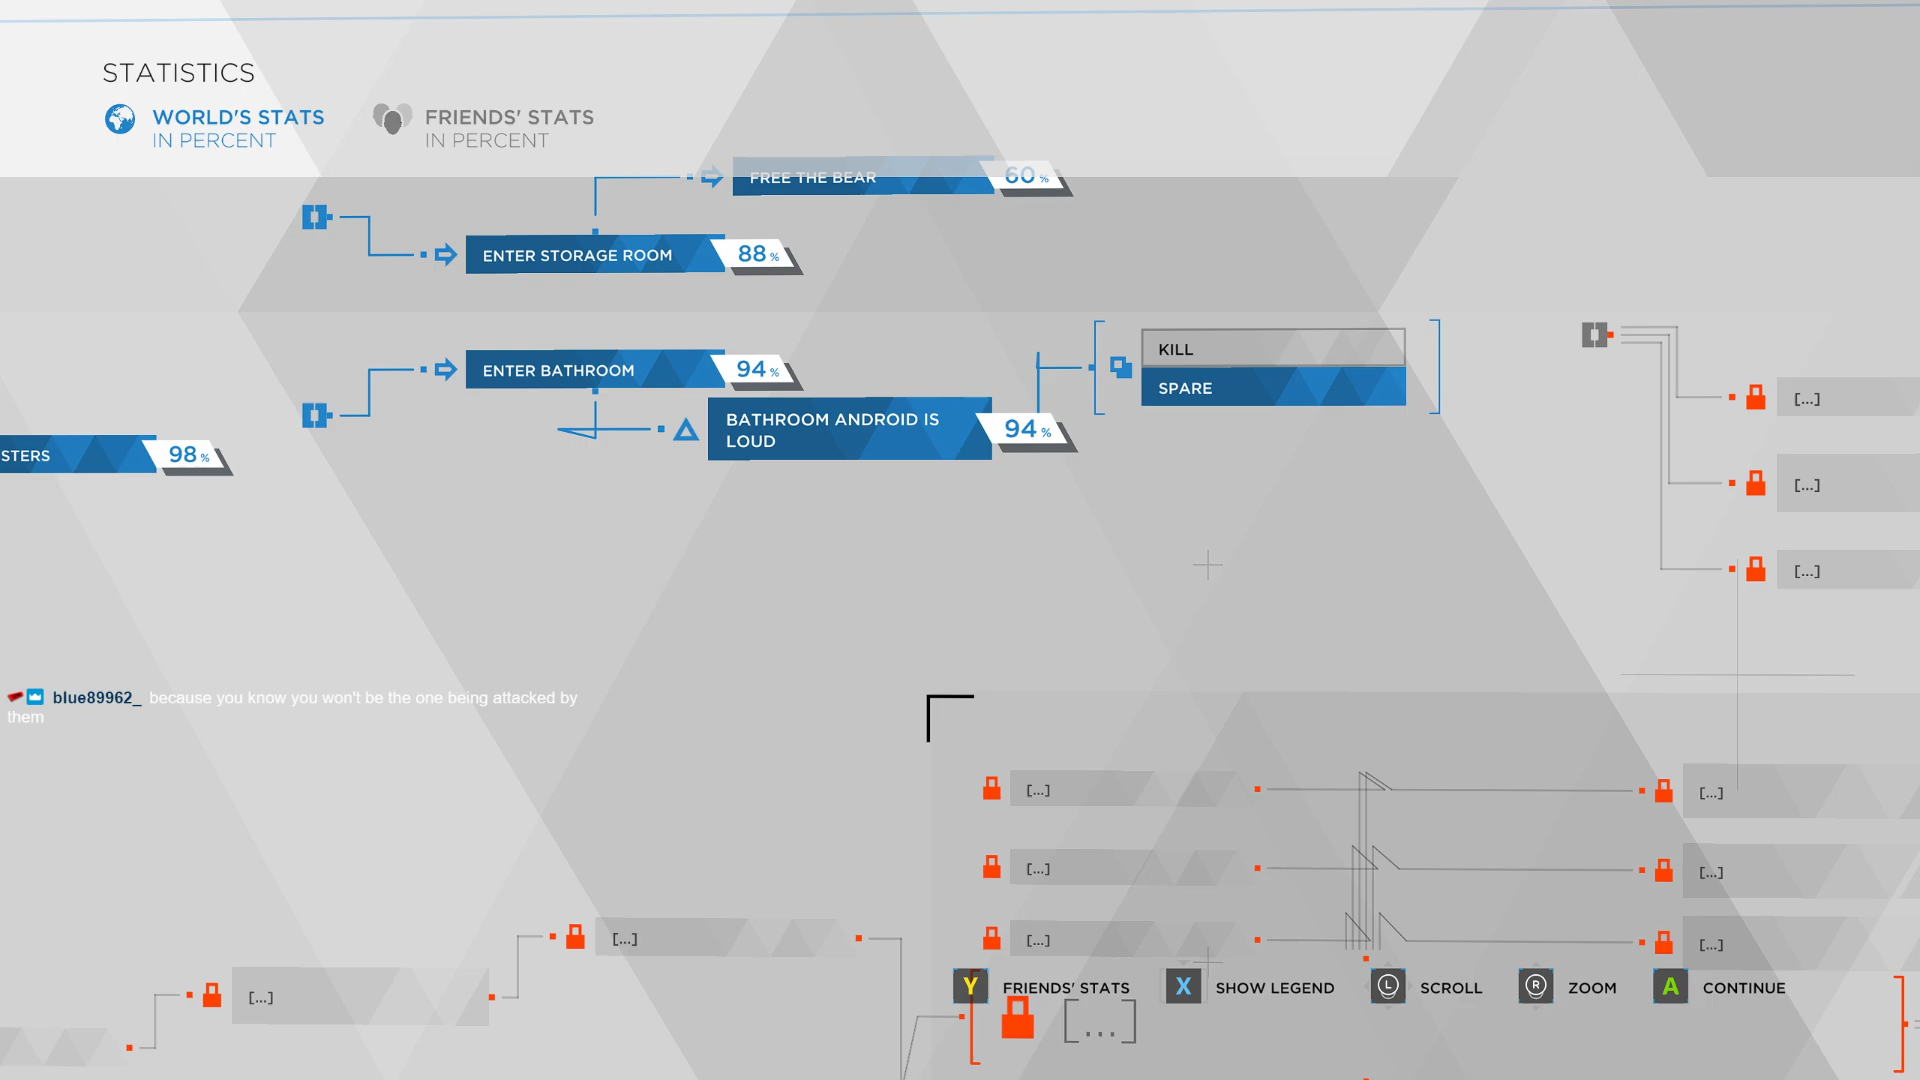 STATISTICS
WORLD'S STATS
IN PERCENT
FRIENDS' STATS
IN PERCENT
FREE THE BEAR
60 %
ENTER STORAGE ROOM
88 %
KILL
ENTER BATHROOM
94 %
SPARE
[...]
BATHROOM ANDROID IS
LOUD
94 %
STERS
98 %
[...]
[...]
blue89962_ because you know you won't be the one being attacked by
them
[...]
[...]
[...]
[...]
[...]
[...]
[...]
[...]
Y FRIENDS' STATS
X SHOW LEGEND
L SCROLL
R ZOOM
A CONTINUE
[...]